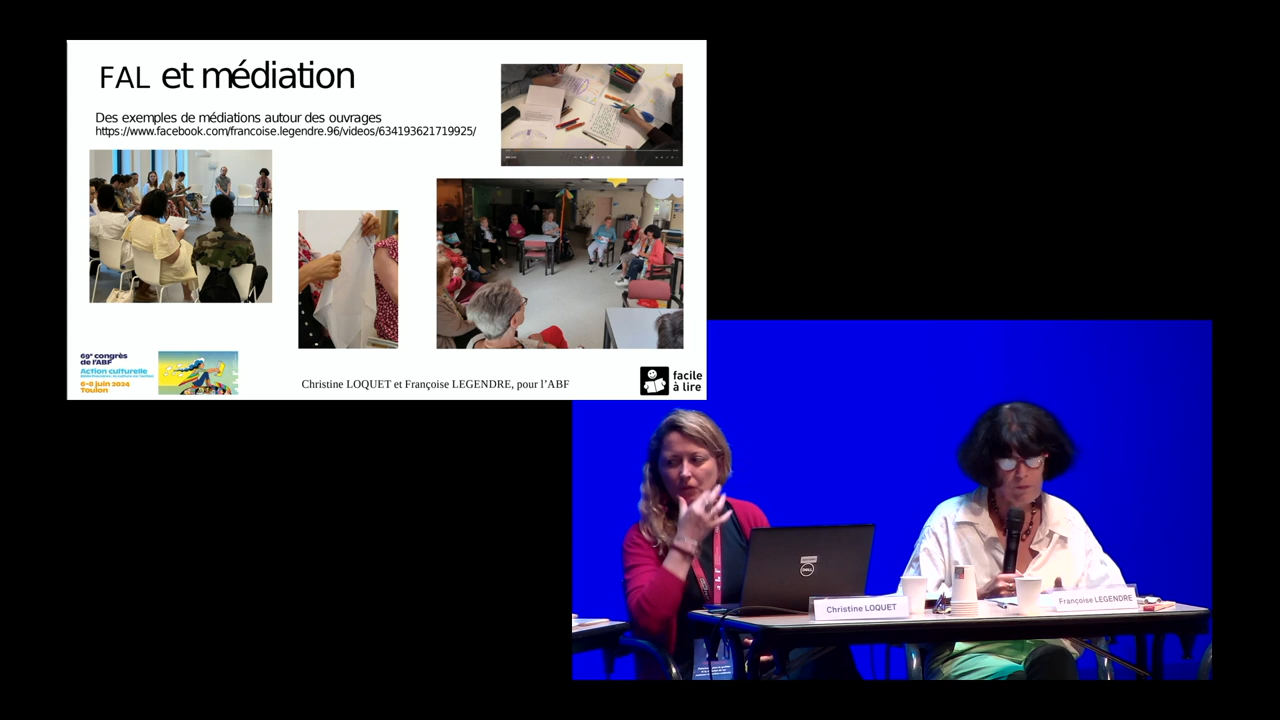 FAL et médiation
Des exemples de médiations autour des ouvrages
https://www.facebook.com/francoise.legendre.96/videos/634193621719925/
69e congrès
de l'ABF
Action culturelle
6-8 juin 2024
Toulon
Christine LOQUET et Françoise LEGENDRE, pour l'ABF
facile
à lire
DELL
Christine LOQUET
Françoise LEGENDRE